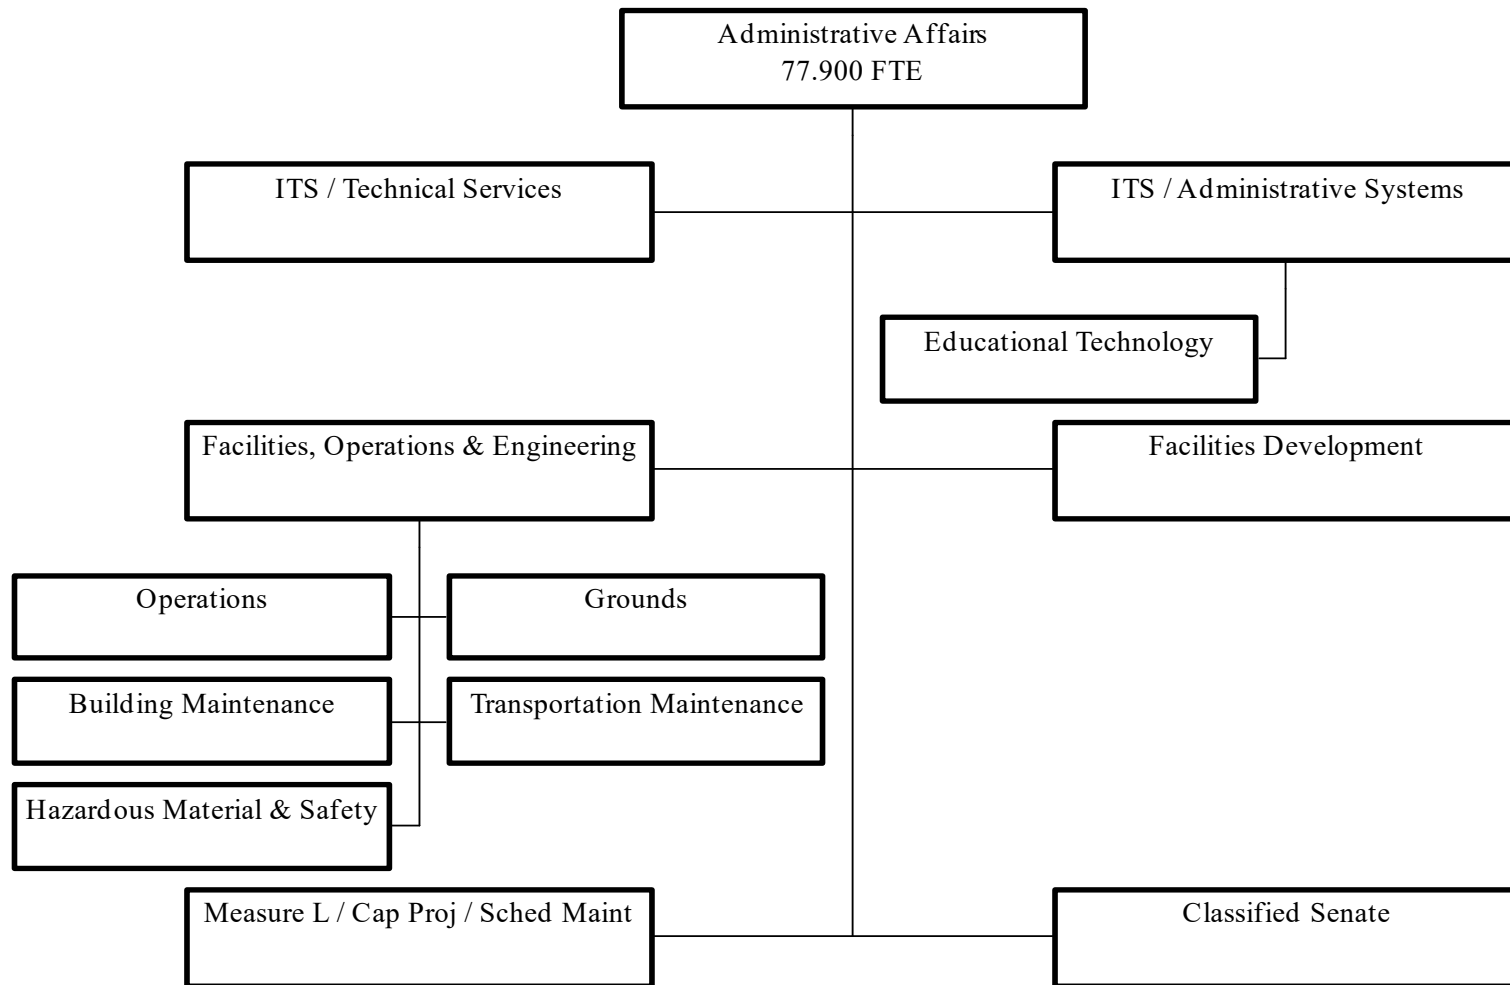 Administrative Affairs
77.900 FTE
ITS / Technical Services
ITS / Administrative Systems
Educational Technology
Facilities, Operations & Engineering
Facilities Development
Operations
Grounds
Building Maintenance
Transportation Maintenance
Hazardous Material & Safety
Measure L / Cap Proj / Sched Maint
Classified Senate